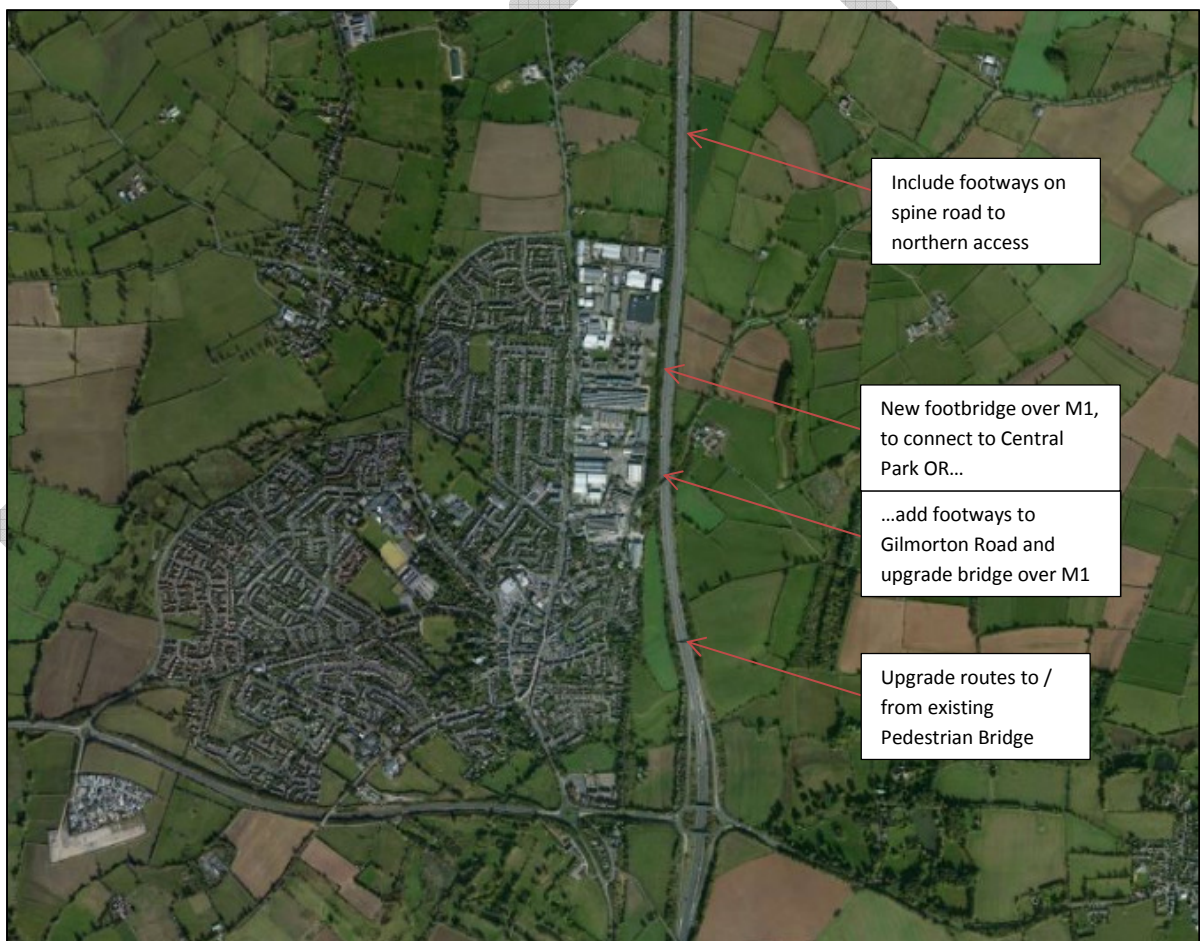 Include footways on
spine road to
northern access
New footbridge over M1,
to connect to Central
Park OR...
...add footways to
Gilmorton Road and
upgrade bridge over M1
Upgrade routes to /
from existing
Pedestrian Bridge